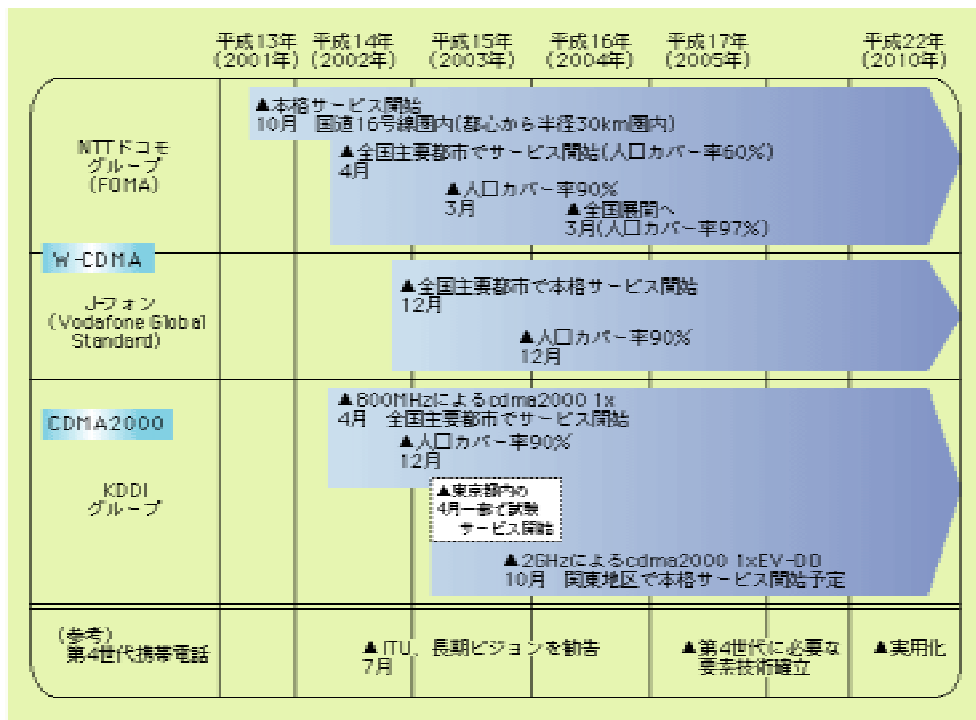 平成13年 平成14年 平成15年 平成16年 平成17年 平成22年
(2001年) (2002年) (2003年) (2004年) (2005年) (2010年)
NTTドコモ
グループ
(FOMA)
▲本格サービス開始
10月 国道16号線圏内(都心から半径30km圏内)
▲全国主要都市でサービス開始(人口カバー率60%)
4月
▲人口カバー率90%
3月
▲全国展開へ
3月(人口カバー率97%)
W-CDMA
J-フォン
(Vodafone Global
Standard)
▲全国主要都市で本格サービス開始
12月
▲人口カバー率90%
12月
CDMA2000
KDDI
グループ
▲800MHzによるcdma2000 1x
4月 全国主要都市でサービス開始
▲人口カバー率90%
12月
▲東京都内の
4月一部で試験
サービス開始
▲2GHzによるcdma2000 1xEV-DO
10月 関東地区で本格サービス開始予定
(参考)
第4世代携帯電話
▲ITU、長期ビジョンを勧告
7月
▲第4世代に必要な
要素技術確立
▲実用化